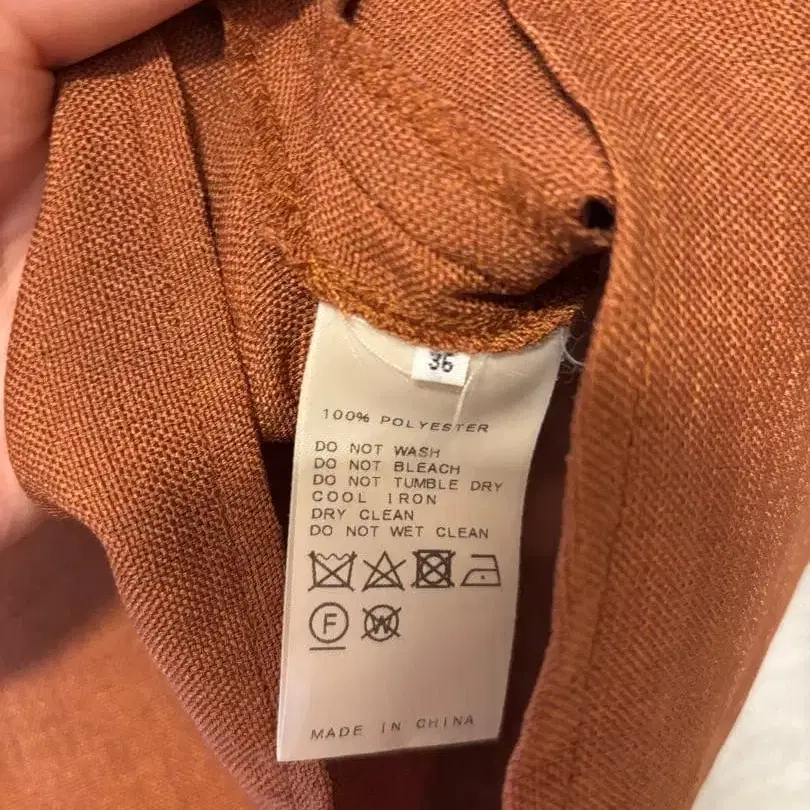 36
100% POLYESTER
DO NOT WASH
DO NOT BLEACH
DO NOT TUMBLE DRY
COOL IRON
DRY CLEAN
DO NOT WET CLEAN
F W
MADE IN CHINA